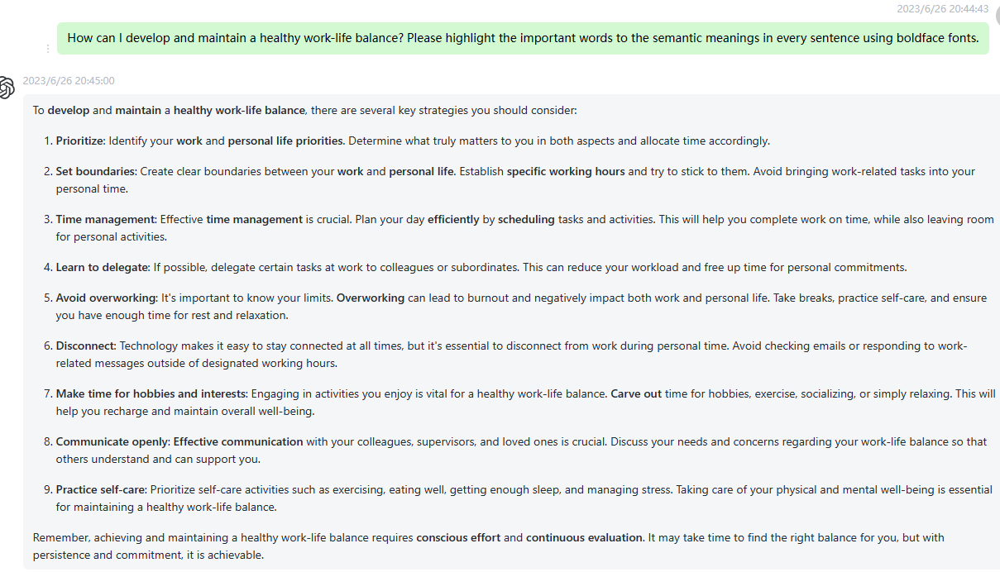 2023/6/26 20:44:43
How can I develop and maintain a healthy work-life balance? Please highlight the important words to the semantic meanings in every sentence using boldface fonts.
2023/6/26 20:45:00
To develop and maintain a healthy work-life balance, there are several key strategies you should consider:
1. Prioritize: Identify your work and personal life priorities. Determine what truly matters to you in both aspects and allocate time accordingly.
2. Set boundaries: Create clear boundaries between your work and personal life. Establish specific working hours and try to stick to them. Avoid bringing work-related tasks into your
personal time.
3. Time management: Effective time management is crucial. Plan your day efficiently by scheduling tasks and activities. This will help you complete work on time, while also leaving room
for personal activities.
4. Learn to delegate: If possible, delegate certain tasks at work to colleagues or subordinates. This can reduce your workload and free up time for personal commitments.
5. Avoid overworking: It's important to know your limits. Overworking can lead to burnout and negatively impact both work and personal life. Take breaks, practice self-care, and ensure
you have enough time for rest and relaxation.
6. Disconnect: Technology makes it easy to stay connected at all times, but it's essential to disconnect from work during personal time. Avoid checking emails or responding to work-
related messages outside of designated working hours.
7. Make time for hobbies and interests: Engaging in activities you enjoy is vital for a healthy work-life balance. Carve out time for hobbies, exercise, socializing, or simply relaxing. This will
help you recharge and maintain overall well-being.
8. Communicate openly: Effective communication with your colleagues, supervisors, and loved ones is crucial. Discuss your needs and concerns regarding your work-life balance so that
others understand and can support you.
9. Practice self-care: Prioritize self-care activities such as exercising, eating well, getting enough sleep, and managing stress. Taking care of your physical and mental well-being is essential
for maintaining a healthy work-life balance.
Remember, achieving and maintaining a healthy work-life balance requires conscious effort and continuous evaluation. It may take time to find the right balance for you, but with
persistence and commitment, it is achievable.